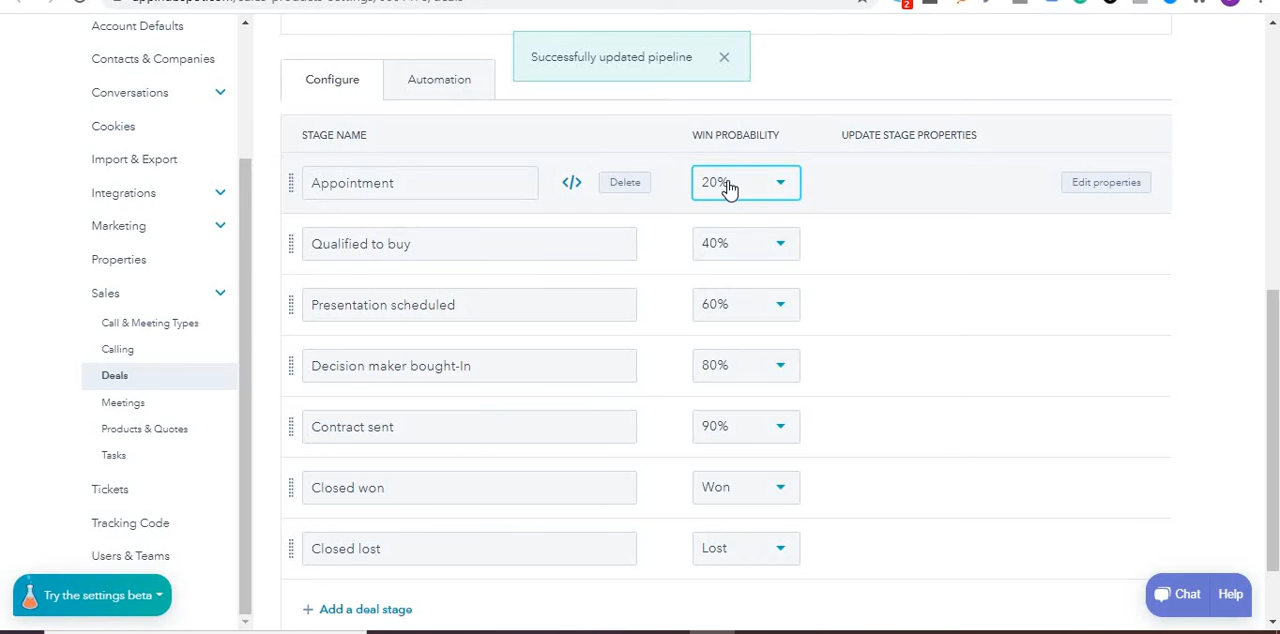 Account Defaults
Contacts & Companies
Conversations
Cookies
Import & Export
Integrations
Marketing
Properties
Sales
Call & Meeting Types
Calling
Deals
Meetings
Products & Quotes
Tasks
Tickets
Tracking Code
Users & Teams
Try the settings beta
2
Successfully updated pipeline
Configure
Automation
STAGE NAME WIN PROBABILITY UPDATE STAGE PROPERTIES
Appointment </> Delete 20% Edit properties
Qualified to buy 40%
Presentation scheduled 60%
Decision maker bought-In 80%
Contract sent 90%
Closed won Won
Closed lost Lost
+ Add a deal stage
Chat Help